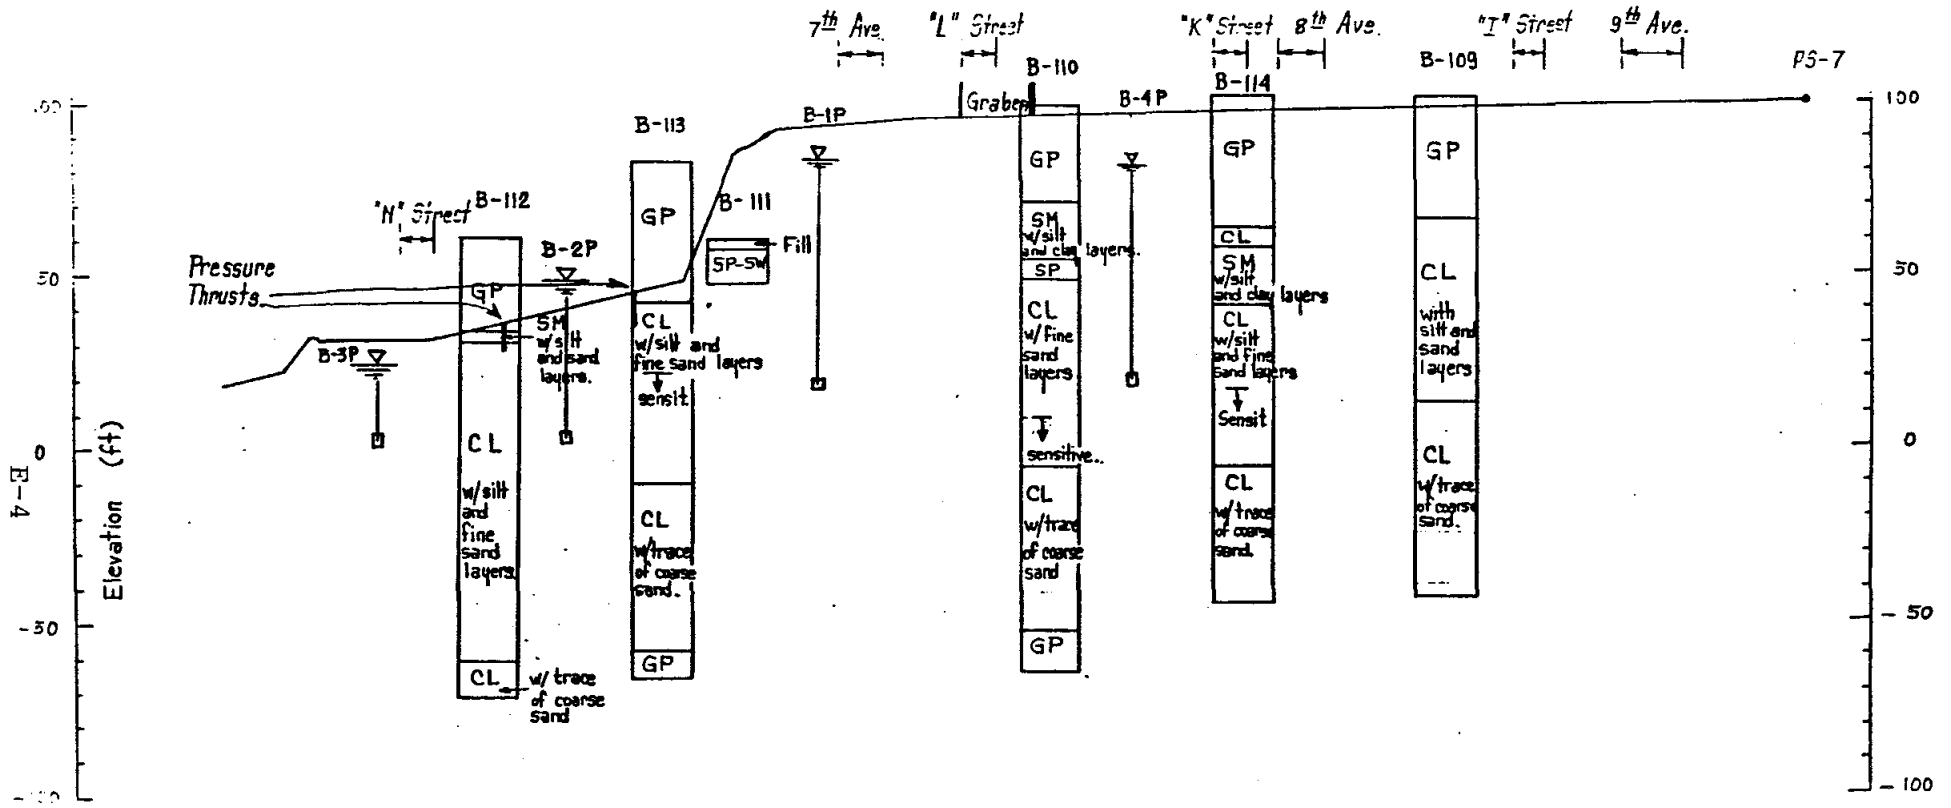 7th Ave.
"L" Street
"K" Street
8th Ave.
"I" Street
9th Ave.
B-110
B-114
B-109
PS-7
Graben
B-4P
100
B-1P
B-113
GP
GP
GP
"N" Street
B-112
GP
B-111
Fill
SP-SW
SM
w/silt
and clay layers.
SP
CL
SM
w/silt
and clay layers
B-2P
Pressure
Thrusts
50
GP
50
CL
with
silt and
sand
layers
SM
w/silt
and sand
layers.
CL
w/silt and
fine sand layers
sensit.
CL
w/fine
sand
layers
sensitive.
CL
w/silt
and fine
sand layers
Sensit
B-3P
0
Elevation (ft)
E-4
CL
w/silt
and
fine
sand
layers
CL
w/trace
of coarse
sand.
CL
w/trace
of coarse
sand
CL
w/trace
of coarse
sand.
CL
w/trace
of coarse
sand.
0
-50
-50
CL
w/trace
of coarse
sand
GP
GP
-100